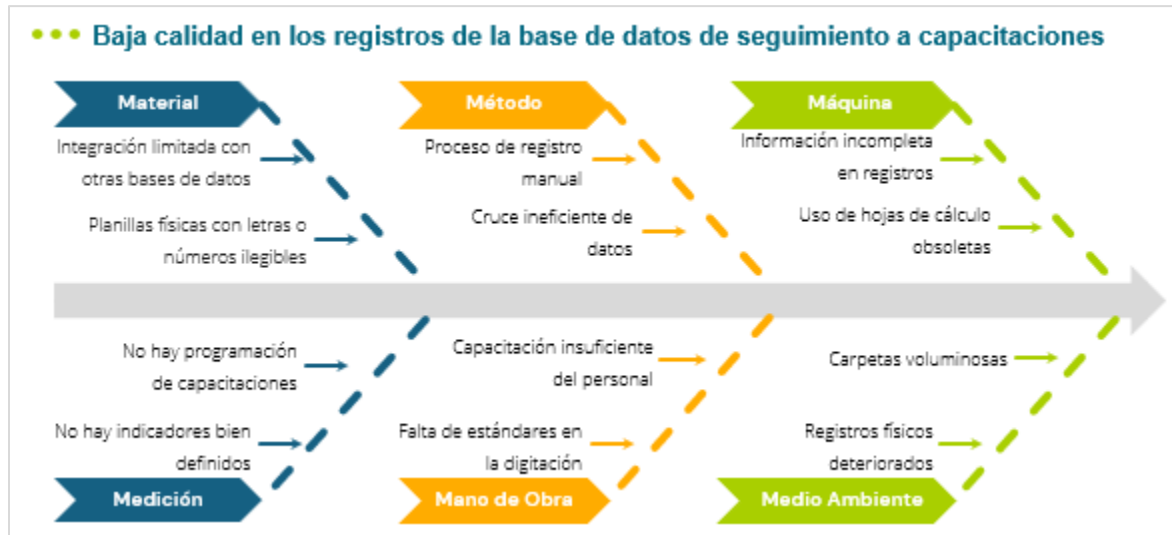 Baja calidad en los registros de la base de datos de seguimiento a capacitaciones
Material
Integración limitada con
otras bases de datos
Planillas físicas con letras o
números ilegibles
Método
Proceso de registro
manual
Cruce ineficiente de
datos
Máquina
Información incompleta
en registros
Uso de hojas de cálculo
obsoletas
No hay programación
de capacitaciones
No hay indicadores bien
definidos
Medición
Capacitación insuficiente
del personal
Falta de estándares en
la digitación
Mano de Obra
Carpetas voluminosas
Registros físicos
deteriorados
Medio Ambiente